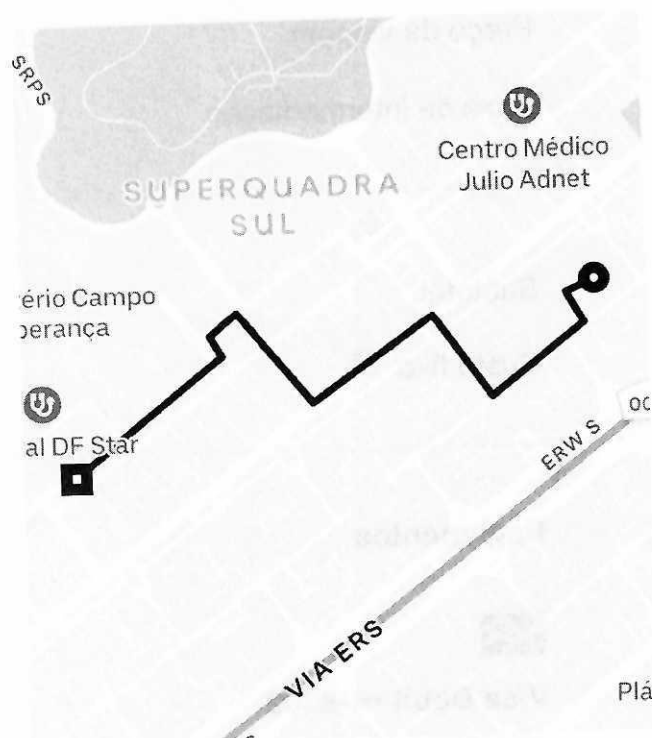 SRPS
Centro Médico
Julio Adnet
SUPERQUADRA
SUL
ério Campo
perança
al DF Star
ERW S
VIA ERS
Plá